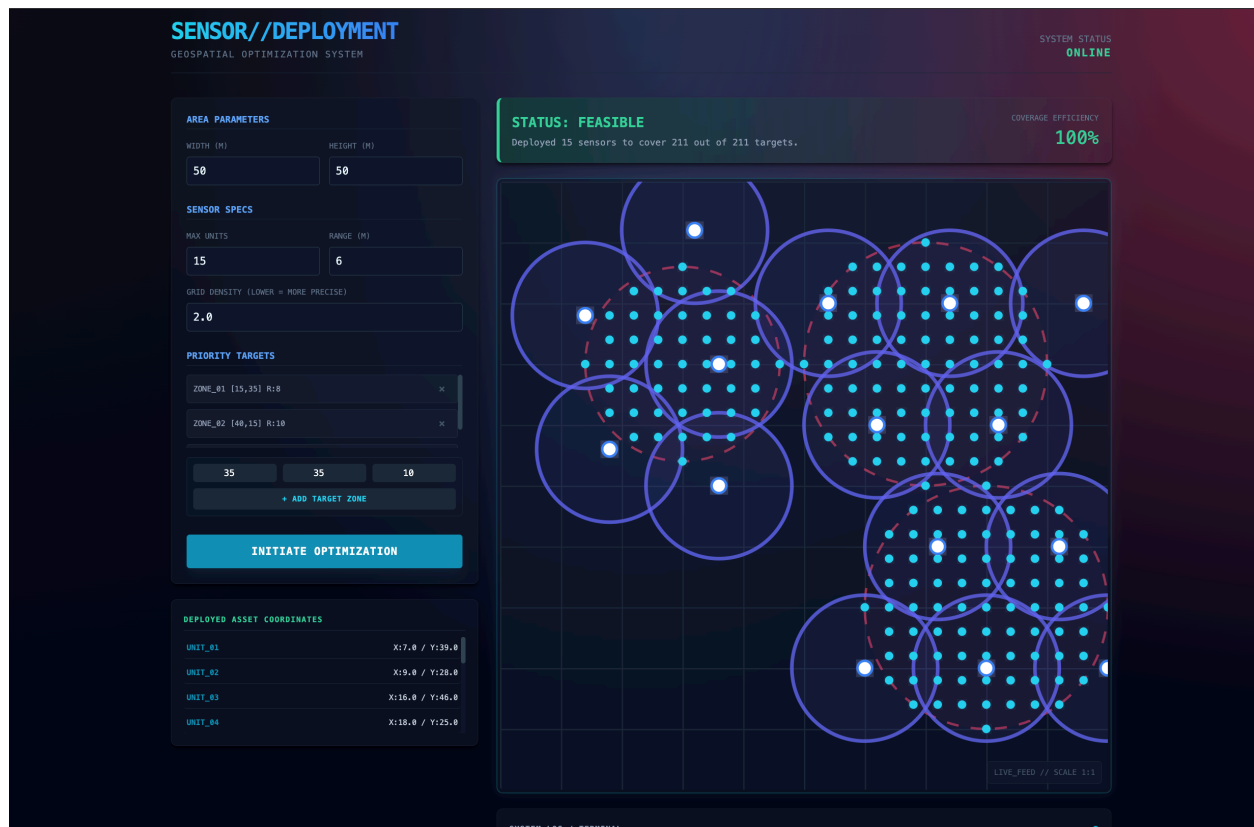 SENSOR//DEPLOYMENT
GEOSPATIAL OPTIMIZATION SYSTEM
SYSTEM STATUS
ONLINE
AREA PARAMETERS
WIDTH (M)
HEIGHT (M)
50
50
SENSOR SPECS
MAX UNITS
RANGE (M)
15
6
GRID DENSITY (LOWER = MORE PRECISE)
2.0
PRIORITY TARGETS
ZONE_01 [15,35] R:8
×
ZONE_02 [40,15] R:10
×
35
35
10
+ ADD TARGET ZONE
INITIATE OPTIMIZATION
DEPLOYED ASSET COORDINATES
UNIT_01
X:7.0 / Y:39.0
UNIT_02
X:9.0 / Y:28.0
UNIT_03
X:16.0 / Y:46.0
UNIT_04
X:18.0 / Y:25.0
STATUS: FEASIBLE
Deployed 15 sensors to cover 211 out of 211 targets.
COVERAGE EFFICIENCY
100%
LIVE_FEED // SCALE 1:1